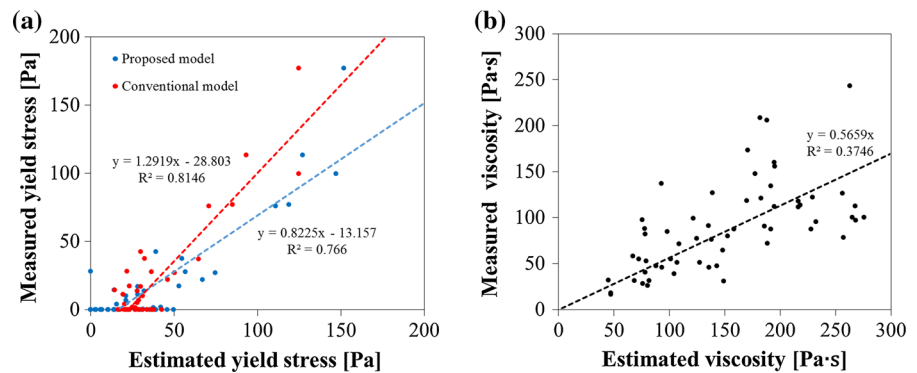 (a)
200
150
100
50
0
0 50 100 150 200
Measured yield stress [Pa]
Estimated yield stress [Pa]
Proposed model
Conventional model
y = 1.2919x - 28.803
R² = 0.8146
y = 0.8225x - 13.157
R² = 0.766
(b)
300
250
200
150
100
50
0
0 50 100 150 200 250 300
Measured viscosity [Pa·s]
Estimated viscosity [Pa·s]
y = 0.5659x
R² = 0.3746